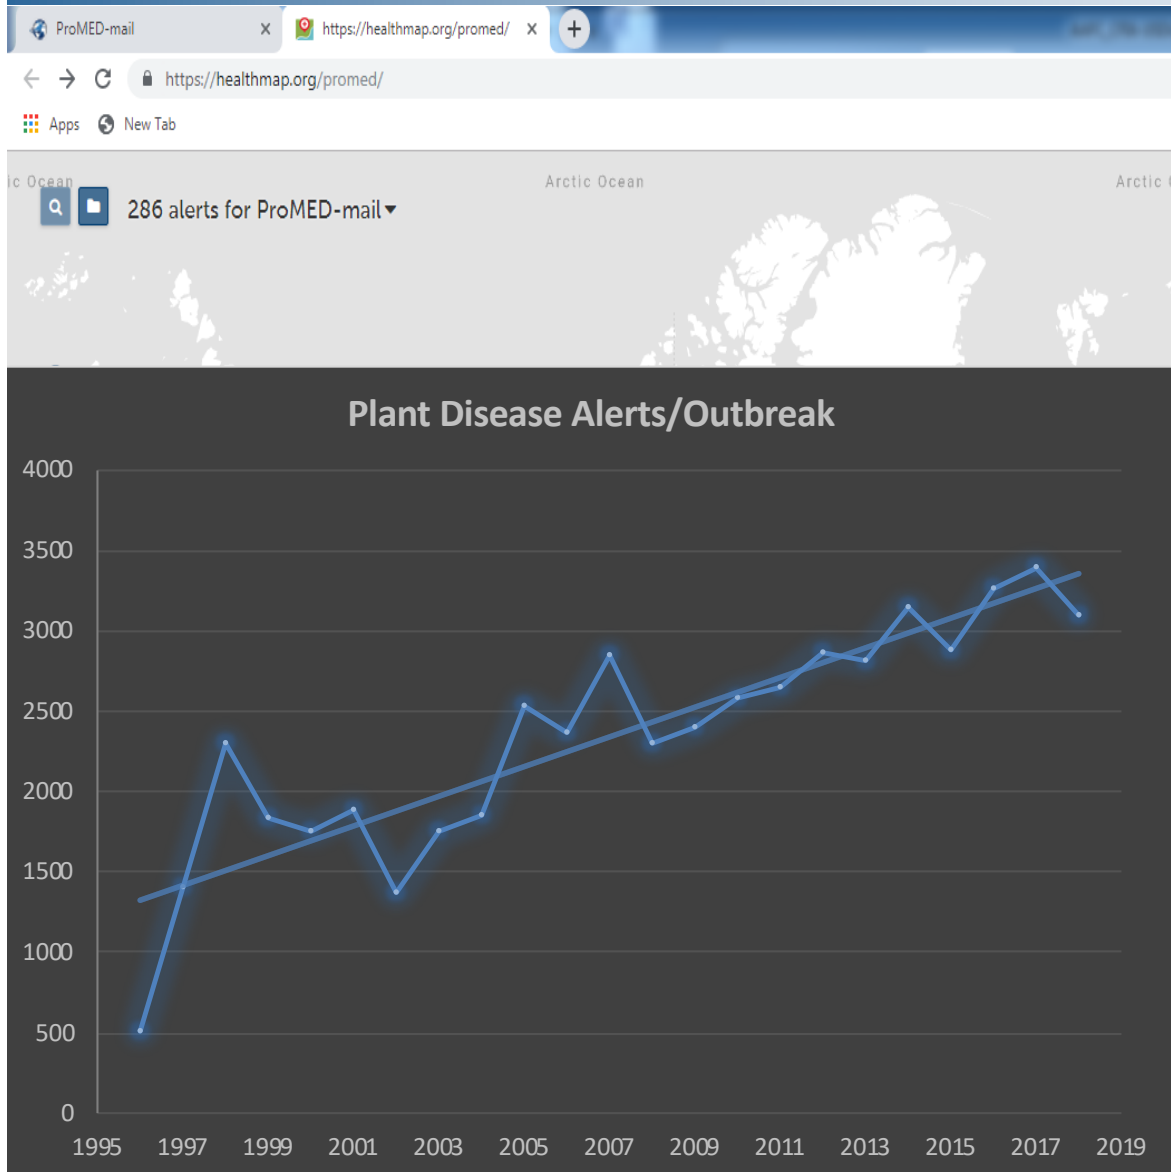 ProMED-mail
https://healthmap.org/promed/
https://healthmap.org/promed/
Apps
New Tab
ic Ocean
Arctic Ocean
Arctic
286 alerts for ProMED-mail
Plant Disease Alerts/Outbreak
4000
3500
3000
2500
2000
1500
1000
500
0
1995 1997 1999 2001 2003 2005 2007 2009 2011 2013 2015 2017 2019